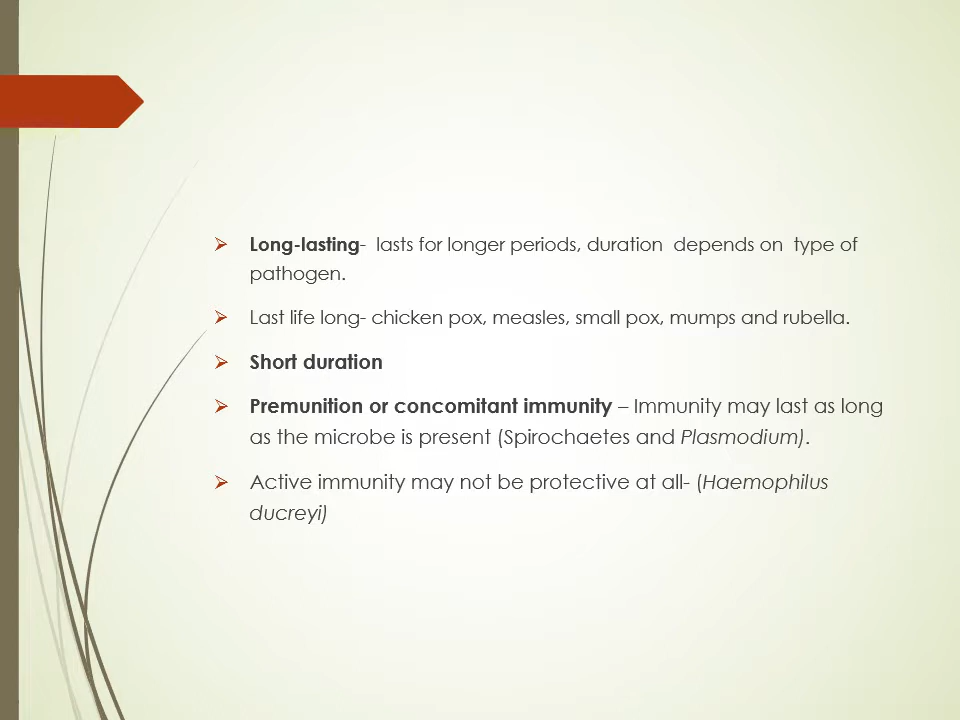 Long-lasting-  lasts for longer periods, duration  depends on  type of
pathogen.
Last life long- chicken pox, measles, small pox, mumps and rubella.
Short duration
Premunition or concomitant immunity – Immunity may last as long
as the microbe is present (Spirochaetes and Plasmodium).
Active immunity may not be protective at all- (Haemophilus
ducreyi)